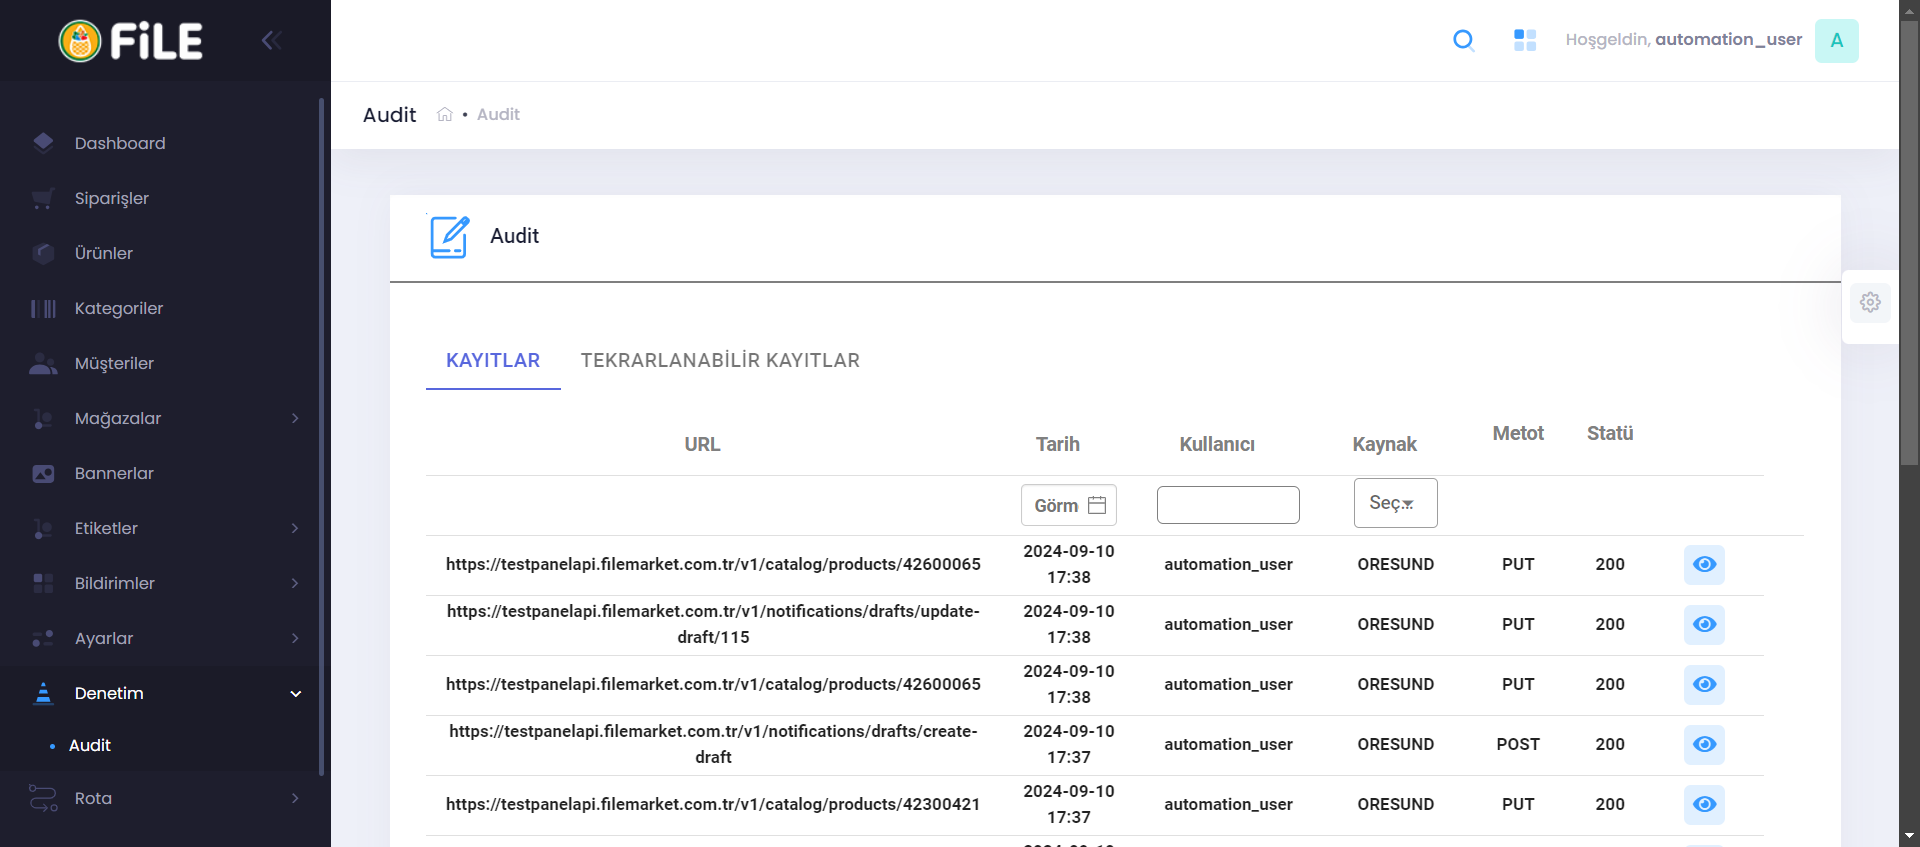 FiLE
Hoşgeldin, automation_user
A
Audit
Audit
Dashboard
Siparişler
Ürünler
Kategoriler
Müşteriler
Mağazalar
Bannerlar
Etiketler
Bildirimler
Ayarlar
Denetim
Audit
Rota
Audit
KAYITLAR
TEKRARLANABİLİR KAYITLAR
URL Tarih Kullanıcı Kaynak Metot Statü
Görm Seç...
https://testpanelapi.filemarket.com.tr/v1/catalog/products/42600065 2024-09-10 17:38 automation_user ORESUND PUT 200
https://testpanelapi.filemarket.com.tr/v1/notifications/drafts/update-draft/115 2024-09-10 17:38 automation_user ORESUND PUT 200
https://testpanelapi.filemarket.com.tr/v1/catalog/products/42600065 2024-09-10 17:38 automation_user ORESUND PUT 200
https://testpanelapi.filemarket.com.tr/v1/notifications/drafts/create-draft 2024-09-10 17:37 automation_user ORESUND POST 200
https://testpanelapi.filemarket.com.tr/v1/catalog/products/42300421 2024-09-10 17:37 automation_user ORESUND PUT 200